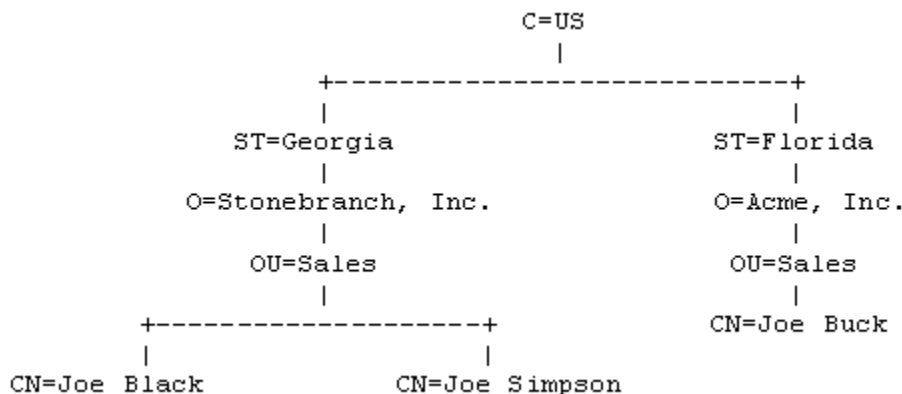 C=US
|
+----------------------------+
| |
ST=Georgia ST=Florida
| |
O=Stonebranch, Inc. O=Acme, Inc.
| |
OU=Sales OU=Sales
| |
+--------------------+ CN=Joe Buck
| |
CN=Joe Black CN=Joe Simpson